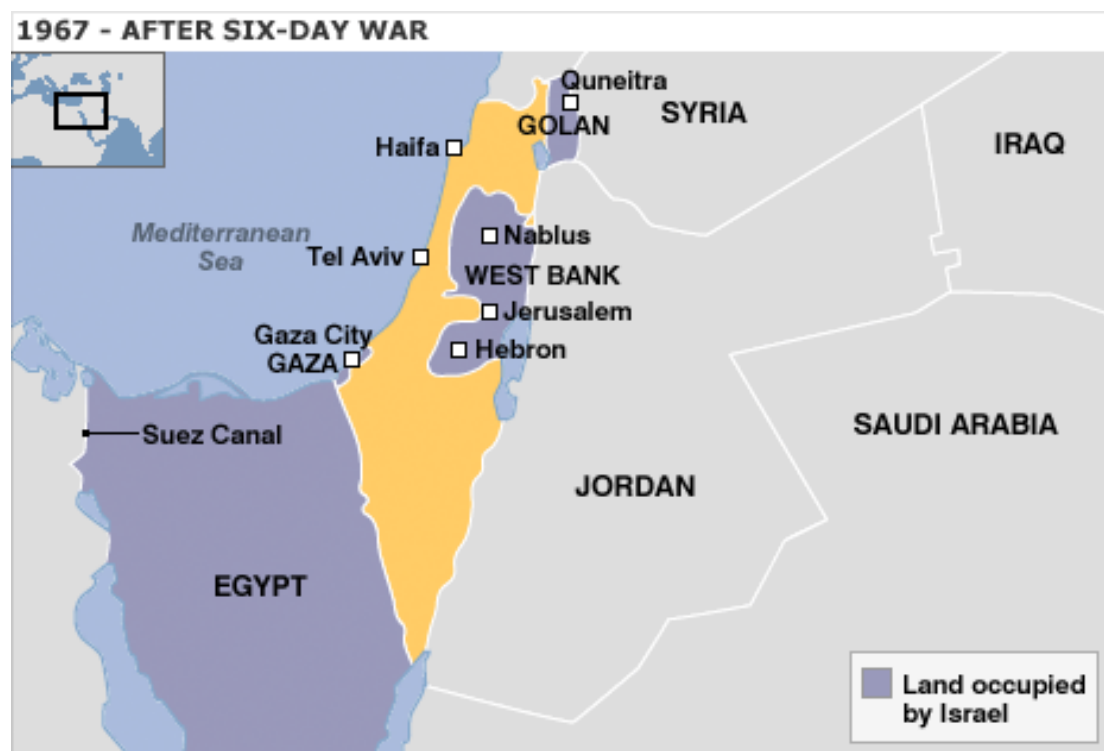 1967 - AFTER SIX-DAY WAR
Quneitra
GOLAN
SYRIA
IRAQ
Haifa
Mediterranean
Sea
Nablus
Tel Aviv
WEST BANK
Jerusalem
Gaza City
GAZA
Hebron
Suez Canal
SAUDI ARABIA
JORDAN
EGYPT
Land occupied
by Israel